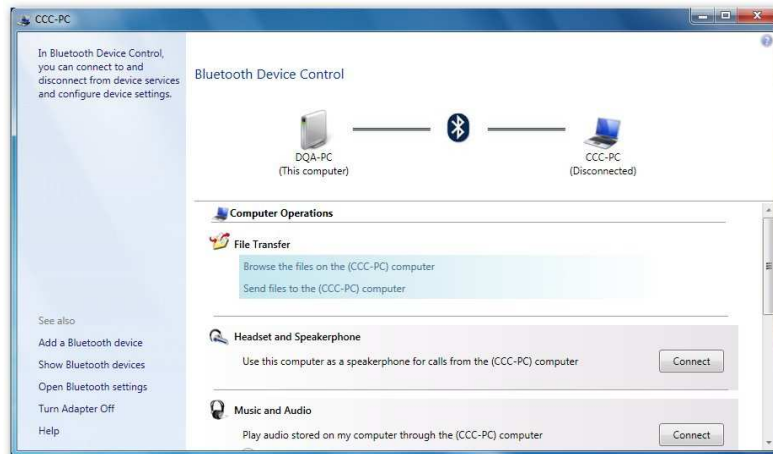 CCC-PC
In Bluetooth Device Control,
you can connect to and
disconnect from device services
and configure device settings.
Bluetooth Device Control
DQA-PC
(This computer)
CCC-PC
(Disconnected)
Computer Operations
File Transfer
Browse the files on the (CCC-PC) computer
Send files to the (CCC-PC) computer
Headset and Speakerphone
Use this computer as a speakerphone for calls from the (CCC-PC) computer
Connect
Music and Audio
Play audio stored on my computer through the (CCC-PC) computer
Connect
See also
Add a Bluetooth device
Show Bluetooth devices
Open Bluetooth settings
Turn Adapter Off
Help